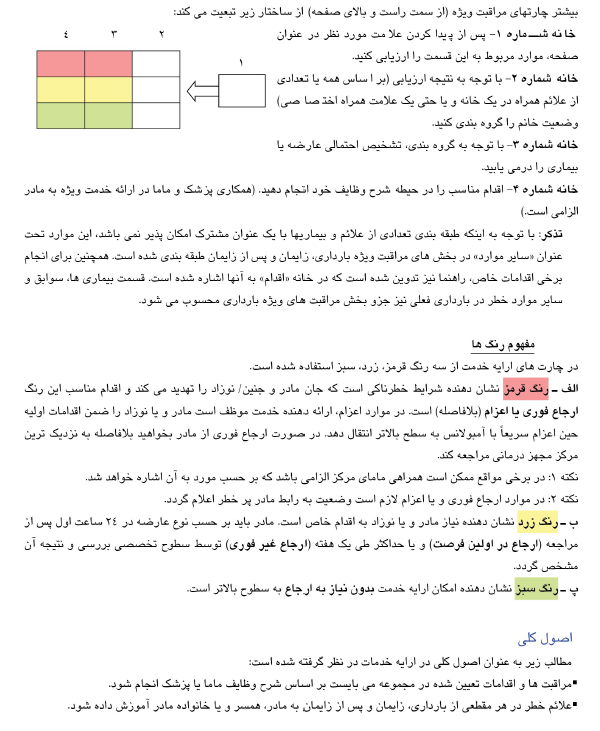 بیشتر چارتهای مراقبت ویژه (از سمت راست و بالای صفحه) از ساختار زیر تبعیت می کند:
خانه شماره ۱- پس از پیدا کردن علامت مورد نظر در عنوان
صفحه، موارد مربوط به این قسمت را ارزیابی کنید.
خانه شماره ۲- با توجه به نتیجه ارزیابی (بر اساس همه یا تعدادی
از علائم همراه در یک خانه و یا حتی یک علامت همراه اختصاصی)
وضعیت خانم را گروه بندی کنید.
خانه شماره ۳- با توجه به گروه بندی، تشخیص احتمالی عارضه یا
بیماری را درمی یابید.
۱
۲
۳
۴
خانه شماره ۴- اقدام مناسب را در حیطه شرح وظایف خود انجام دهید. (همکاری پزشک و ماما در ارائه خدمت ویژه به مادر
الزامی است.)
تذکر: با توجه به اینکه طبقه بندی تعدادی از علائم و بیماریها با یک عنوان مشترک امکان پذیر نمی باشد، این موارد تحت
عنوان «سایر موارد» در بخش های مراقبت ویژه بارداری، زایمان و پس از زایمان طبقه بندی شده است. همچنین برای انجام
برخی اقدامات خاص، راهنما نیز تدوین شده است که در خانه «اقدام» به آنها اشاره شده است. قسمت بیماری ها، سوابق و
سایر موارد خطر در بارداری فعلی نیز جزو بخش مراقبت های ویژه بارداری محسوب می شود.
مفهوم رنگ ها
در چارت های ارایه خدمت از سه رنگ قرمز، زرد، سبز استفاده شده است.
الف ـ رنگ قرمز نشان دهنده شرایط خطرناکی است که جان مادر و جنین/ نوزاد را تهدید می کند و اقدام مناسب این رنگ
ارجاع فوری یا اعزام (بلافاصله) است. در موارد اعزام، ارائه دهنده خدمت موظف است مادر و یا نوزاد را ضمن اقدامات اولیه
حین اعزام سریعاً با آمبولانس به سطح بالاتر انتقال دهد. در صورت ارجاع فوری از مادر بخواهید بلافاصله به نزدیک ترین
مرکز مجهز درمانی مراجعه کند.
نکته ۱: در برخی مواقع ممکن است همراهی مامای مرکز الزامی باشد که بر حسب مورد به آن اشاره خواهد شد.
نکته ۲: در موارد ارجاع فوری و یا اعزام لازم است وضعیت به رابط مادر پر خطر اعلام گردد.
ب ـ رنگ زرد نشان دهنده نیاز مادر و یا نوزاد به اقدام خاص است. مادر باید بر حسب نوع عارضه در ۲۴ ساعت اول پس از
مراجعه (ارجاع در اولین فرصت) و یا حداکثر طی یک هفته (ارجاع غیر فوری) توسط سطوح تخصصی بررسی و نتیجه آن
مشخص گردد.
پ ـ رنگ سبز نشان دهنده امکان ارایه خدمت بدون نیاز به ارجاع به سطوح بالاتر است.
اصول کلی
مطالب زیر به عنوان اصول کلی در ارایه خدمات در نظر گرفته شده است:
▪مراقبت ها و اقدامات تعیین شده در مجموعه می بایست بر اساس شرح وظایف ماما یا پزشک انجام شود.
▪علائم خطر در هر مقطعی از بارداری، زایمان و پس از زایمان به مادر، همسر و یا خانواده مادر آموزش داده شود.